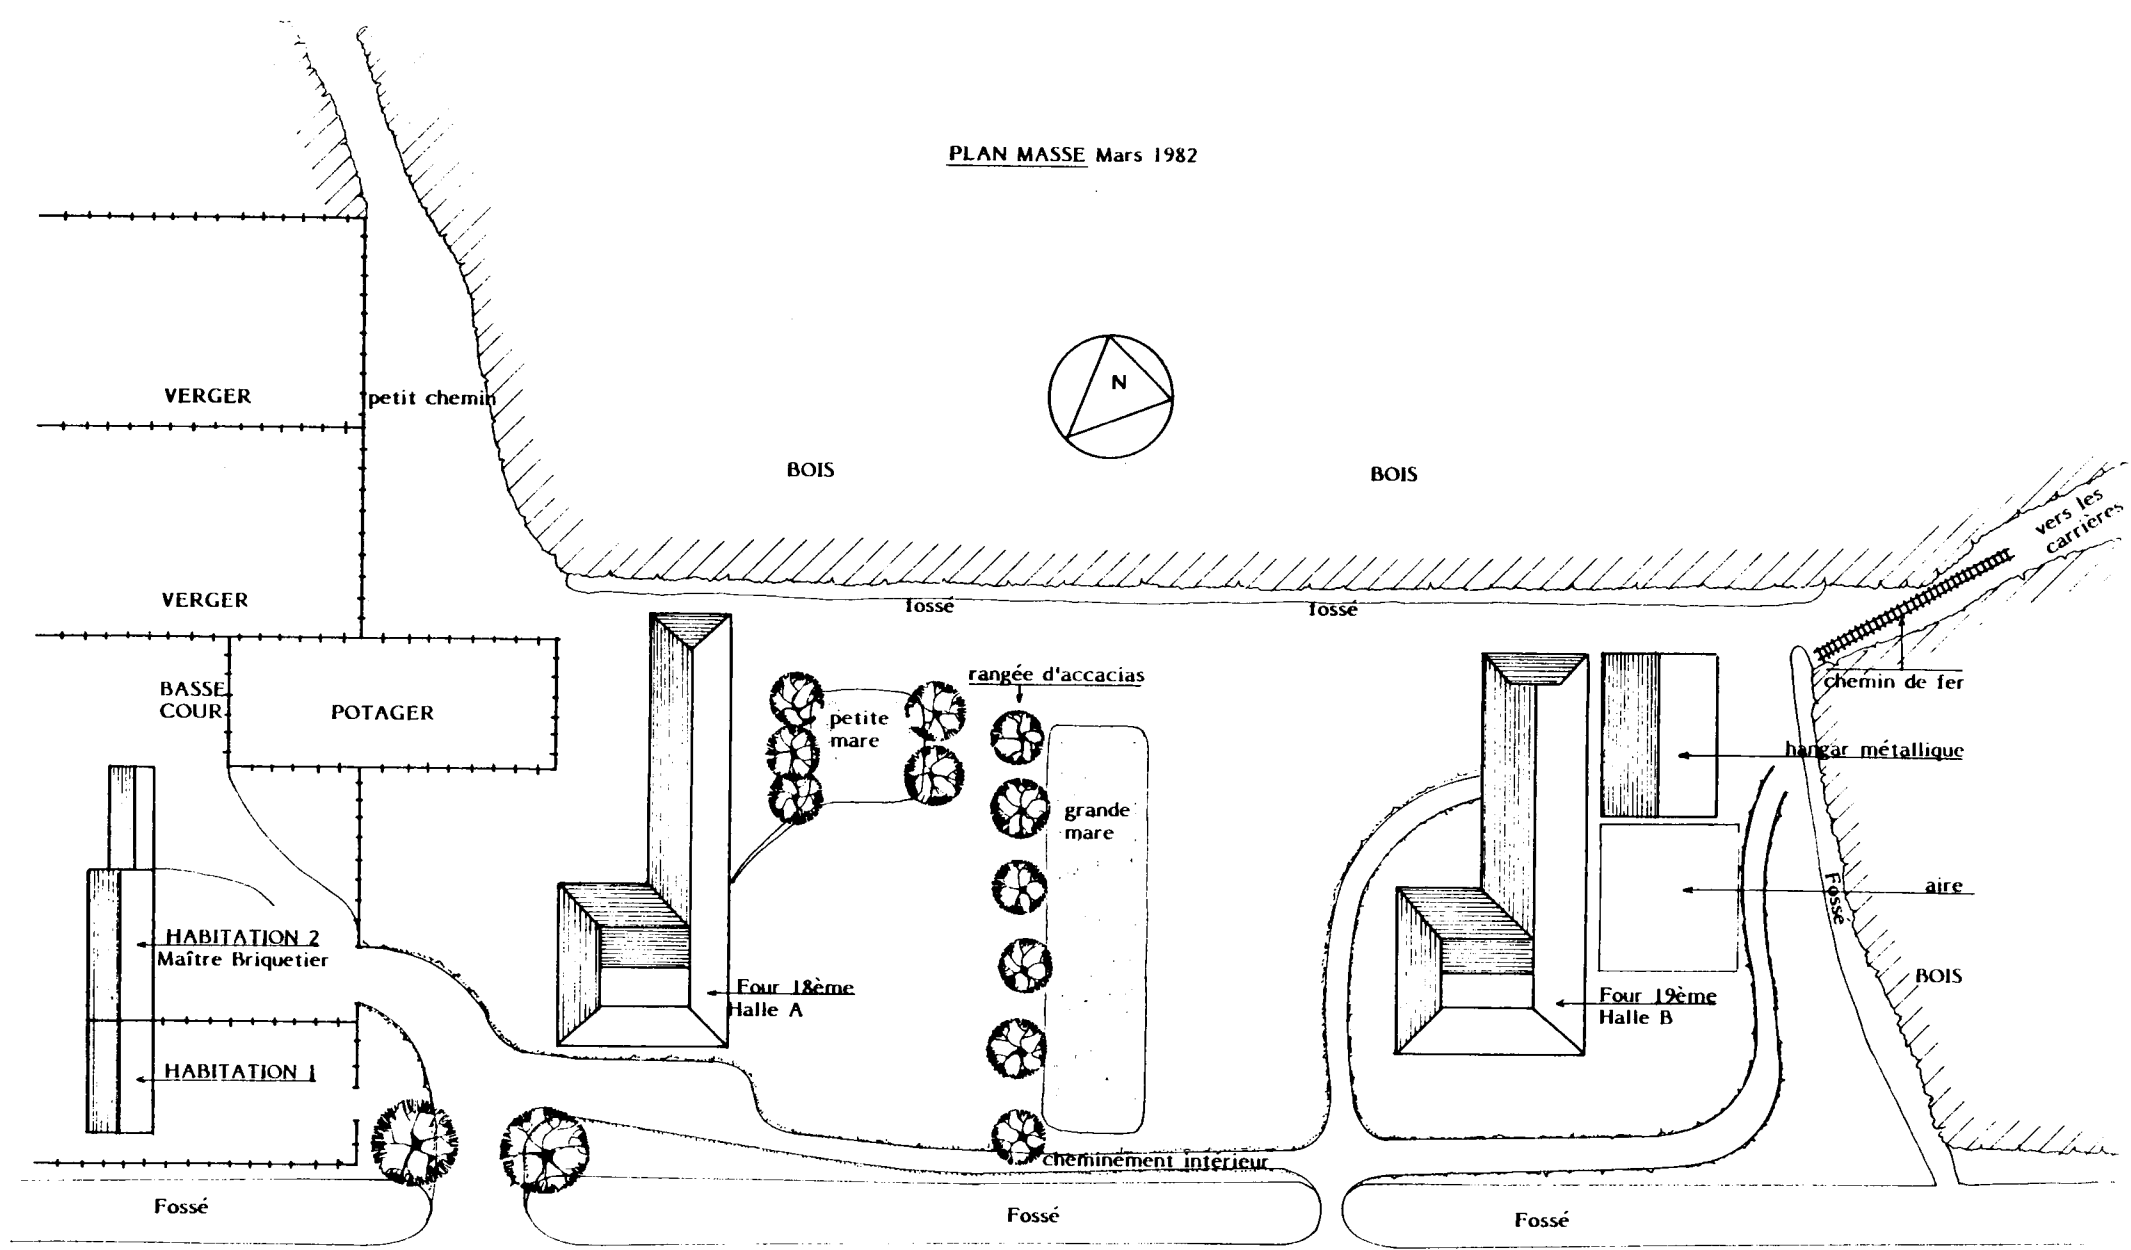 PLAN MASSE Mars 1982
N
VERGER
petit chemin
BOIS
BOIS
vers les
carrières
VERGER
fossé
fossé
BASSE
COUR
POTAGER
rangée d'accacias
petite
mare
chemin de fer
hangar métallique
grande
mare
aire
Fossé
HABITATION 2
Maître Briquetier
Four 18ème
Halle A
Four 19ème
Halle B
BOIS
HABITATION 1
cheminement intérieur
Fossé
Fossé
Fossé